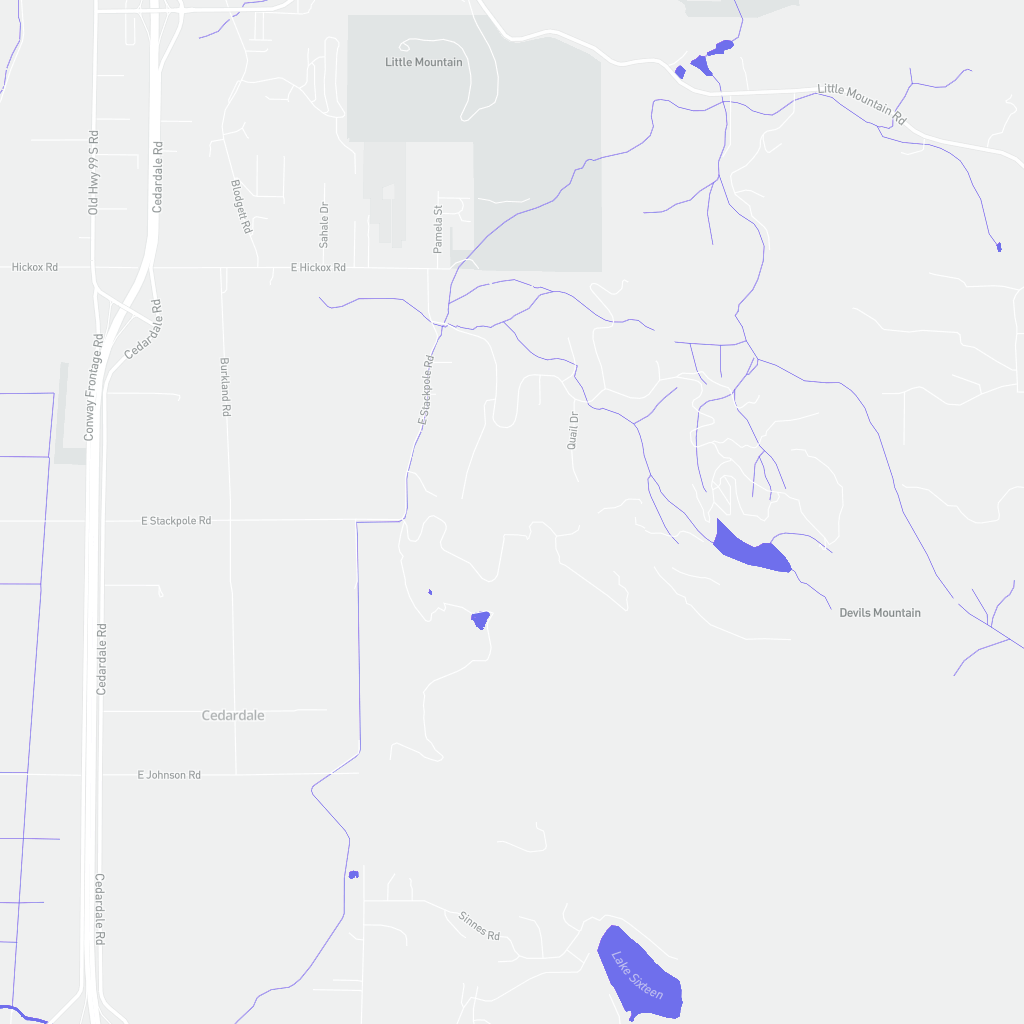 Little Mountain
Little Mountain Rd
Old Hwy 99 S Rd
Cedardale Rd
Blodgett Rd
Sahale Dr
Pamela St
Hickox Rd
E Hickox Rd
Cedardale Rd
Conway Frontage Rd
Burkland Rd
E Stackpole Rd
Quail Dr
E Stackpole Rd
Devils Mountain
Cedardale Rd
Cedardale
E Johnson Rd
Cedardale Rd
Sinnes Rd
Lake Sixteen